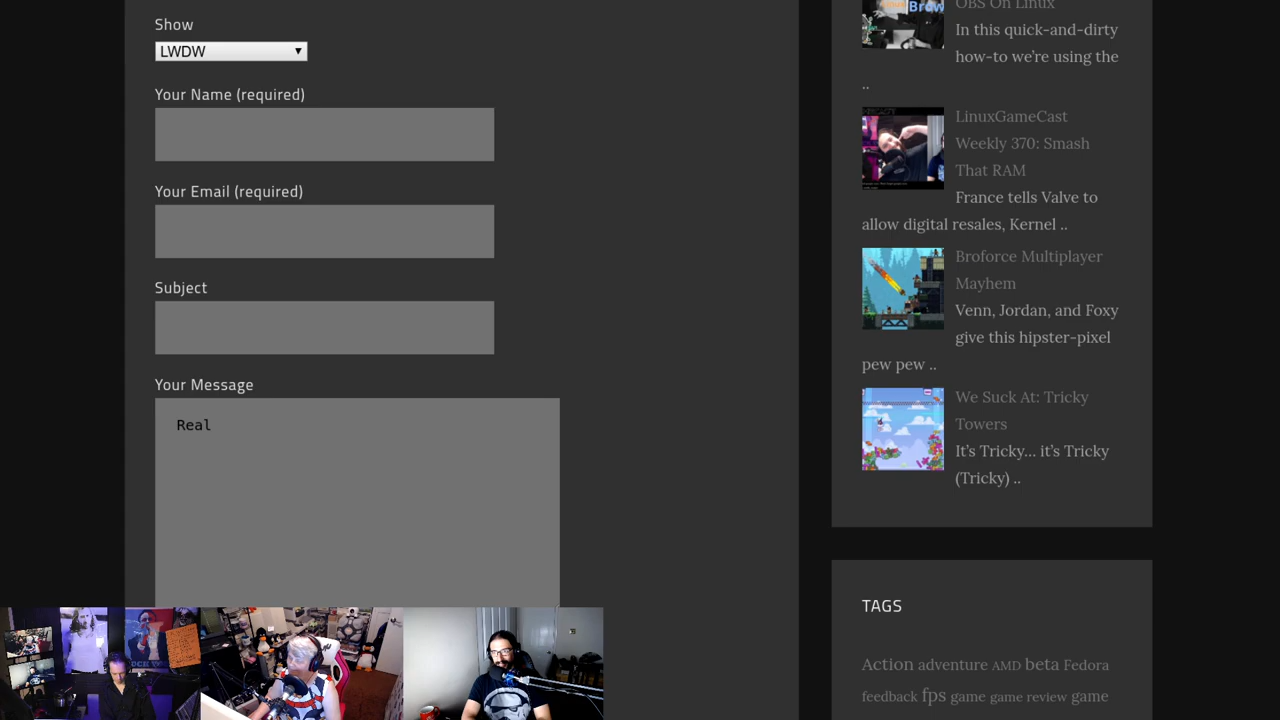 Show
LWDW
Your Name (required)
Your Email (required)
Subject
Your Message
Real
Brow
OBS On Linux
In this quick-and-dirty
how-to we're using the
..
LinuxGameCast
Weekly 370: Smash
That RAM
France tells Valve to
allow digital resales, Kernel ..
Broforce Multiplayer
Mayhem
Venn, Jordan, and Foxy
give this hipster-pixel
pew pew ..
We Suck At: Tricky
Towers
It's Tricky... it's Tricky
(Tricky) ..
TAGS
Action adventure AMD beta Fedora
feedback fps game game review game